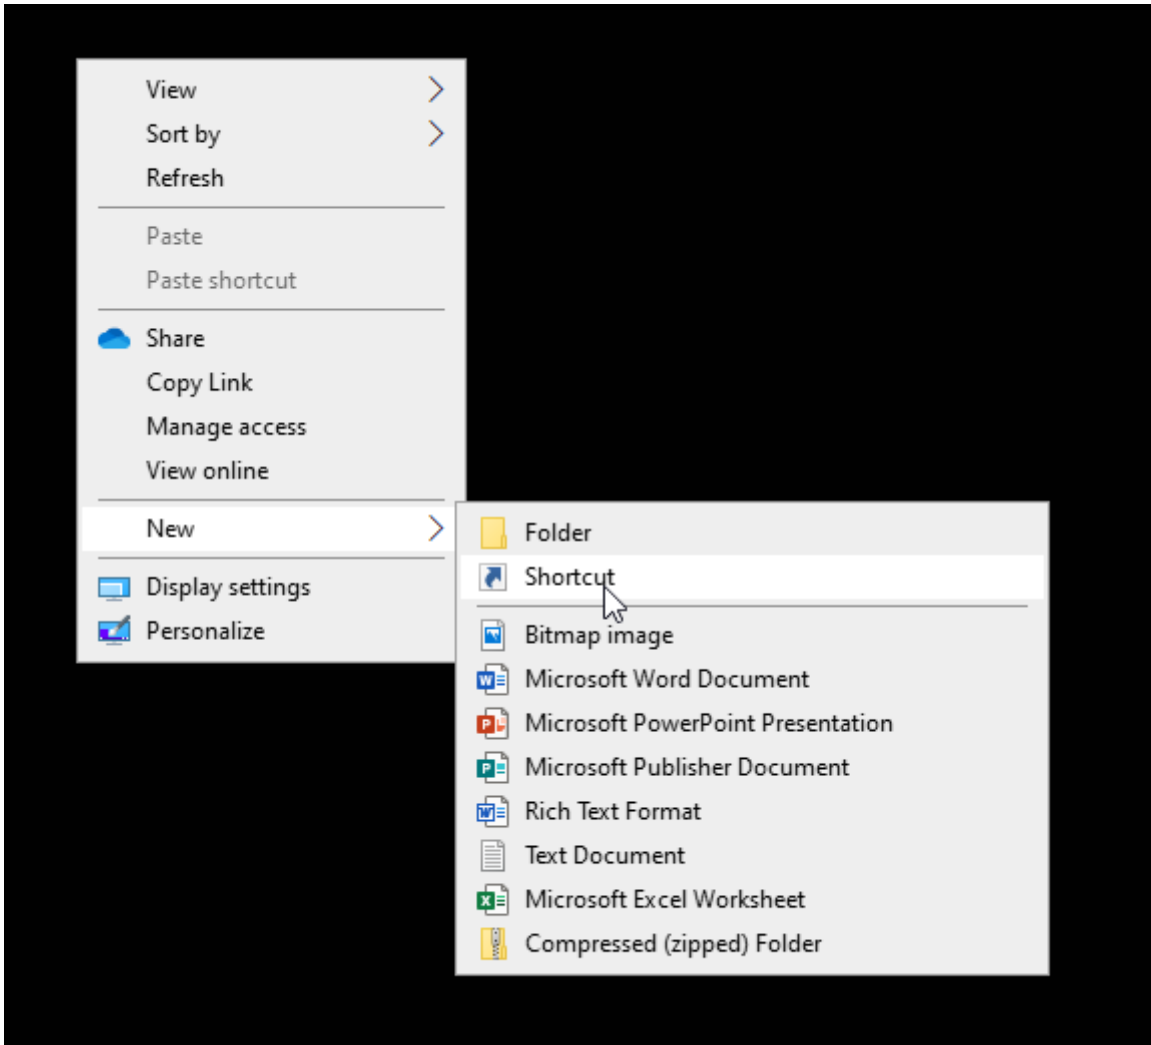 View
Sort by
Refresh
Paste
Paste shortcut
Share
Copy Link
Manage access
View online
New
Display settings
Personalize
Folder
Shortcut
Bitmap image
Microsoft Word Document
Microsoft PowerPoint Presentation
Microsoft Publisher Document
Rich Text Format
Text Document
Microsoft Excel Worksheet
Compressed (zipped) Folder